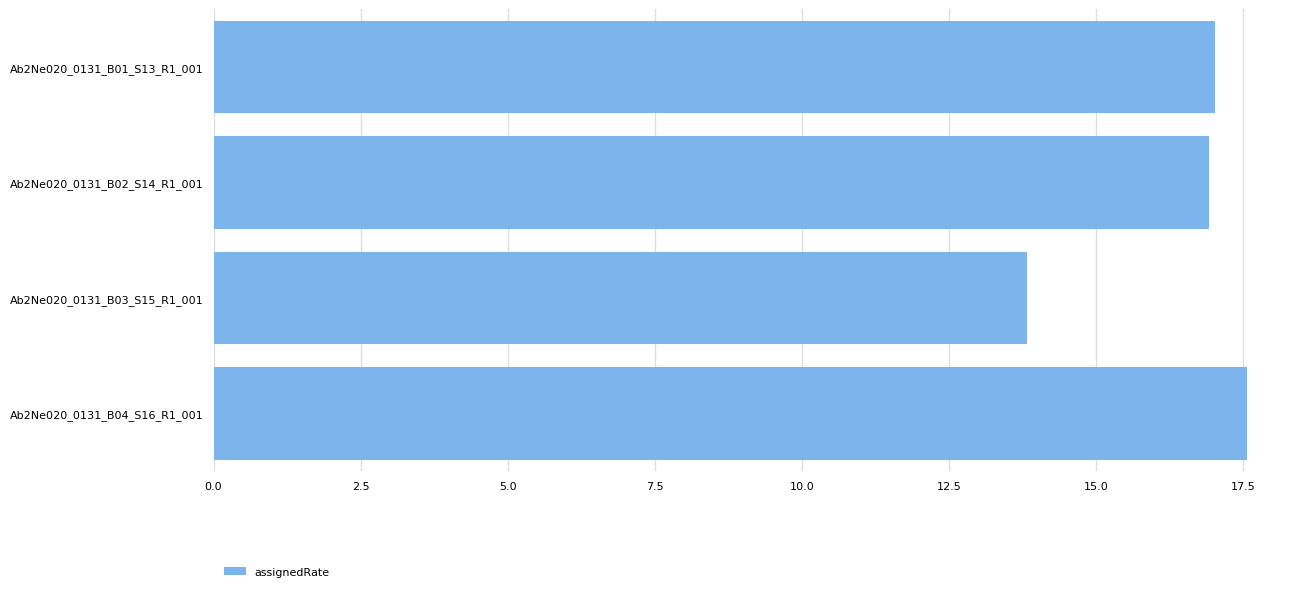 Ab2Ne020_0131_B01_S13_R1_001
Ab2Ne020_0131_B02_S14_R1_001
Ab2Ne020_0131_B03_S15_R1_001
Ab2Ne020_0131_B04_S16_R1_001
0.0 2.5 5.0 7.5 10.0 12.5 15.0 17.5
assignedRate